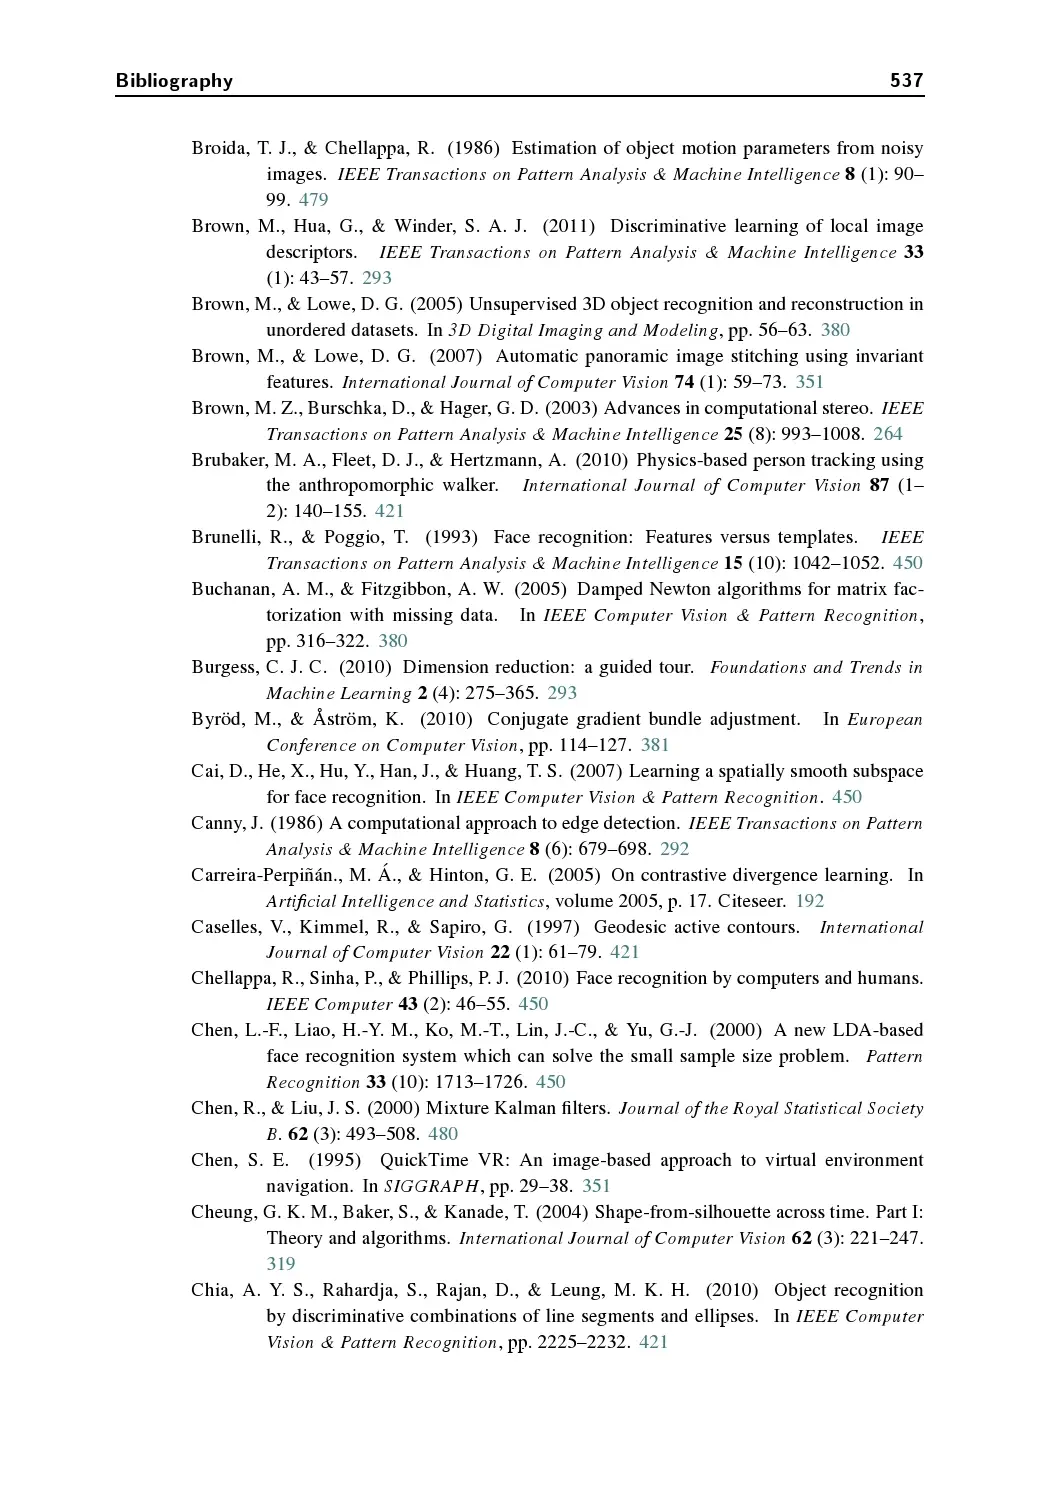 Bibliography 537
Broida, T. J., & Chellappa, R. (1986) Estimation of object motion parameters from noisy
images. IEEE Transactions on Pattern Analysis & Machine Intelligence 8 (1): 90–
99. 479
Brown, M., Hua, G., & Winder, S. A. J. (2011) Discriminative learning of local image
descriptors. IEEE Transactions on Pattern Analysis & Machine Intelligence 33
(1): 43–57. 293
Brown, M., & Lowe, D. G. (2005) Unsupervised 3D object recognition and reconstruction in
unordered datasets. In 3D Digital Imaging and Modeling, pp. 56–63. 380
Brown, M., & Lowe, D. G. (2007) Automatic panoramic image stitching using invariant
features. International Journal of Computer Vision 74 (1): 59–73. 351
Brown, M. Z., Burschka, D., & Hager, G. D. (2003) Advances in computational stereo. IEEE
Transactions on Pattern Analysis & Machine Intelligence 25 (8): 993–1008. 264
Brubaker, M. A., Fleet, D. J., & Hertzmann, A. (2010) Physics-based person tracking using
the anthropomorphic walker. International Journal of Computer Vision 87 (1–
2): 140–155. 421
Brunelli, R., & Poggio, T. (1993) Face recognition: Features versus templates. IEEE
Transactions on Pattern Analysis & Machine Intelligence 15 (10): 1042–1052. 450
Buchanan, A. M., & Fitzgibbon, A. W. (2005) Damped Newton algorithms for matrix fac-
torization with missing data. In IEEE Computer Vision & Pattern Recognition,
pp. 316–322. 380
Burgess, C. J. C. (2010) Dimension reduction: a guided tour. Foundations and Trends in
Machine Learning 2 (4): 275–365. 293
Byröd, M., & Åström, K. (2010) Conjugate gradient bundle adjustment. In European
Conference on Computer Vision, pp. 114–127. 381
Cai, D., He, X., Hu, Y., Han, J., & Huang, T. S. (2007) Learning a spatially smooth subspace
for face recognition. In IEEE Computer Vision & Pattern Recognition. 450
Canny, J. (1986) A computational approach to edge detection. IEEE Transactions on Pattern
Analysis & Machine Intelligence 8 (6): 679–698. 292
Carreira-Perpiñán., M. Á., & Hinton, G. E. (2005) On contrastive divergence learning. In
Artificial Intelligence and Statistics, volume 2005, p. 17. Citeseer. 192
Caselles, V., Kimmel, R., & Sapiro, G. (1997) Geodesic active contours. International
Journal of Computer Vision 22 (1): 61–79. 421
Chellappa, R., Sinha, P., & Phillips, P. J. (2010) Face recognition by computers and humans.
IEEE Computer 43 (2): 46–55. 450
Chen, L.-F., Liao, H.-Y. M., Ko, M.-T., Lin, J.-C., & Yu, G.-J. (2000) A new LDA-based
face recognition system which can solve the small sample size problem. Pattern
Recognition 33 (10): 1713–1726. 450
Chen, R., & Liu, J. S. (2000) Mixture Kalman filters. Journal of the Royal Statistical Society
B. 62 (3): 493–508. 480
Chen, S. E. (1995) QuickTime VR: An image-based approach to virtual environment
navigation. In SIGGRAPH, pp. 29–38. 351
Cheung, G. K. M., Baker, S., & Kanade, T. (2004) Shape-from-silhouette across time. Part I:
Theory and algorithms. International Journal of Computer Vision 62 (3): 221–247.
319
Chia, A. Y. S., Rahardja, S., Rajan, D., & Leung, M. K. H. (2010) Object recognition
by discriminative combinations of line segments and ellipses. In IEEE Computer
Vision & Pattern Recognition, pp. 2225–2232. 421